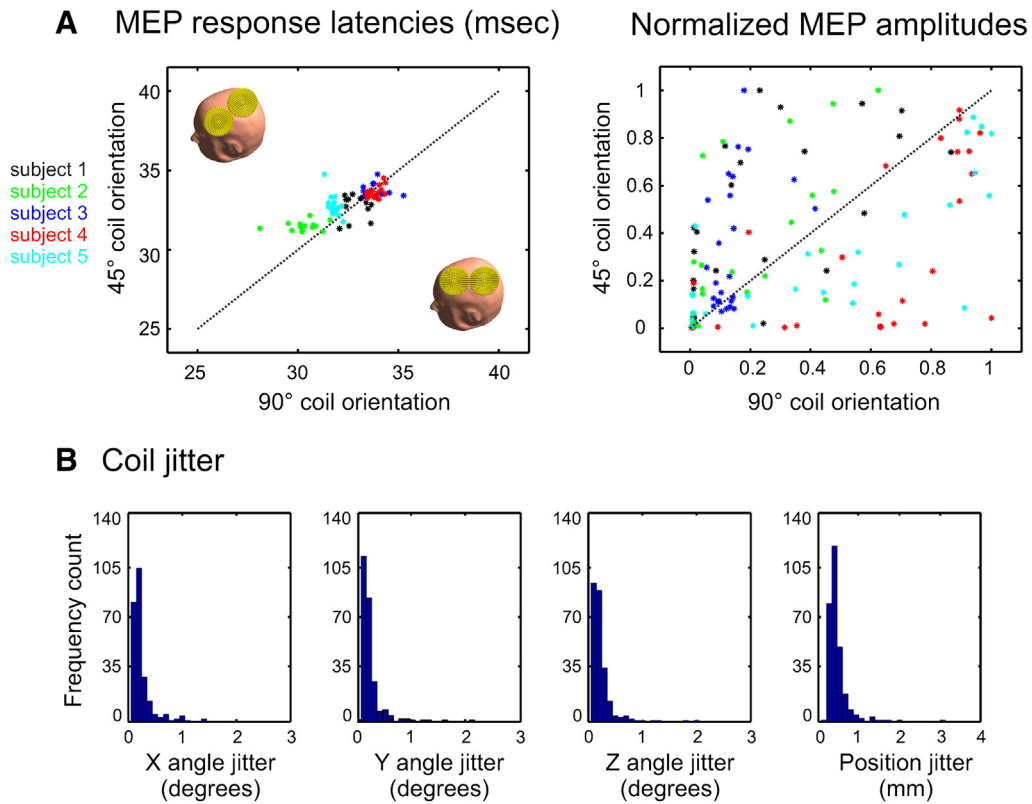 A MEP response latencies (msec)
Normalized MEP amplitudes
subject 1
subject 2
subject 3
subject 4
subject 5
45° coil orientation
40
35
30
25
25 30 35 40
90° coil orientation
45° coil orientation
1
0.8
0.6
0.4
0.2
0
0 0.2 0.4 0.6 0.8 1
90° coil orientation
B Coil jitter
Frequency count
140
105
70
35
0
0 1 2 3
X angle jitter
(degrees)
140
105
70
35
0
0 1 2 3
Y angle jitter
(degrees)
140
105
70
35
0
0 1 2 3
Z angle jitter
(degrees)
140
105
70
35
0
0 1 2 3 4
Position jitter
(mm)